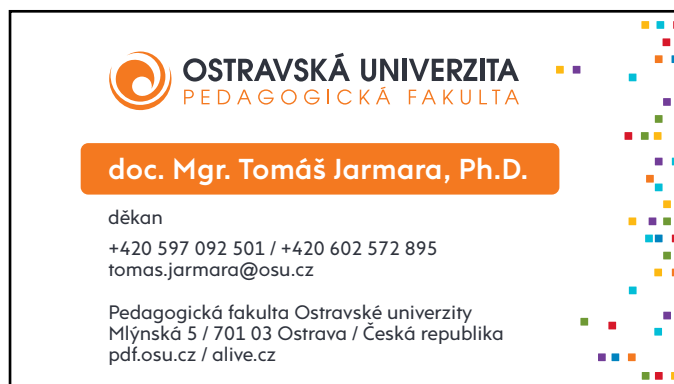 OSTRAVSKÁ UNIVERZITA
PEDAGOGICKÁ FAKULTA
doc. Mgr. Tomáš Jarmara, Ph.D.
děkan
+420 597 092 501 / +420 602 572 895
tomas.jarmara@osu.cz
Pedagogická fakulta Ostravské univerzity
Mlýnská 5 / 701 03 Ostrava / Česká republika
pdf.osu.cz / alive.cz